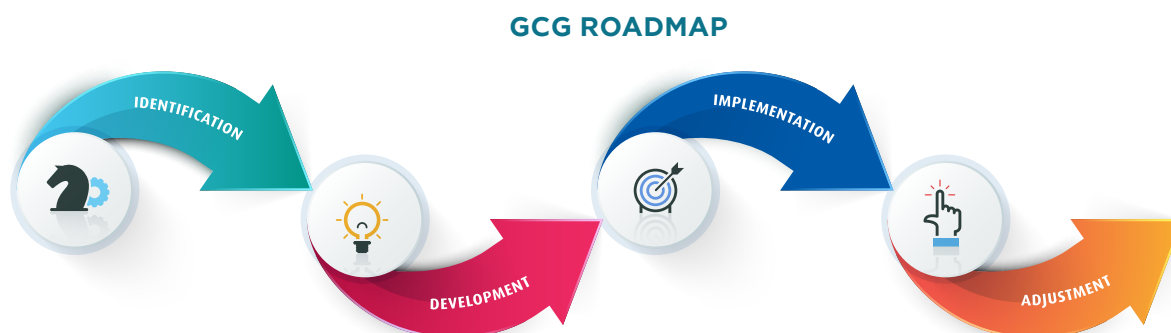 GCG ROADMAP
IDENTIFICATION
DEVELOPMENT
IMPLEMENTATION
ADJUSTMENT